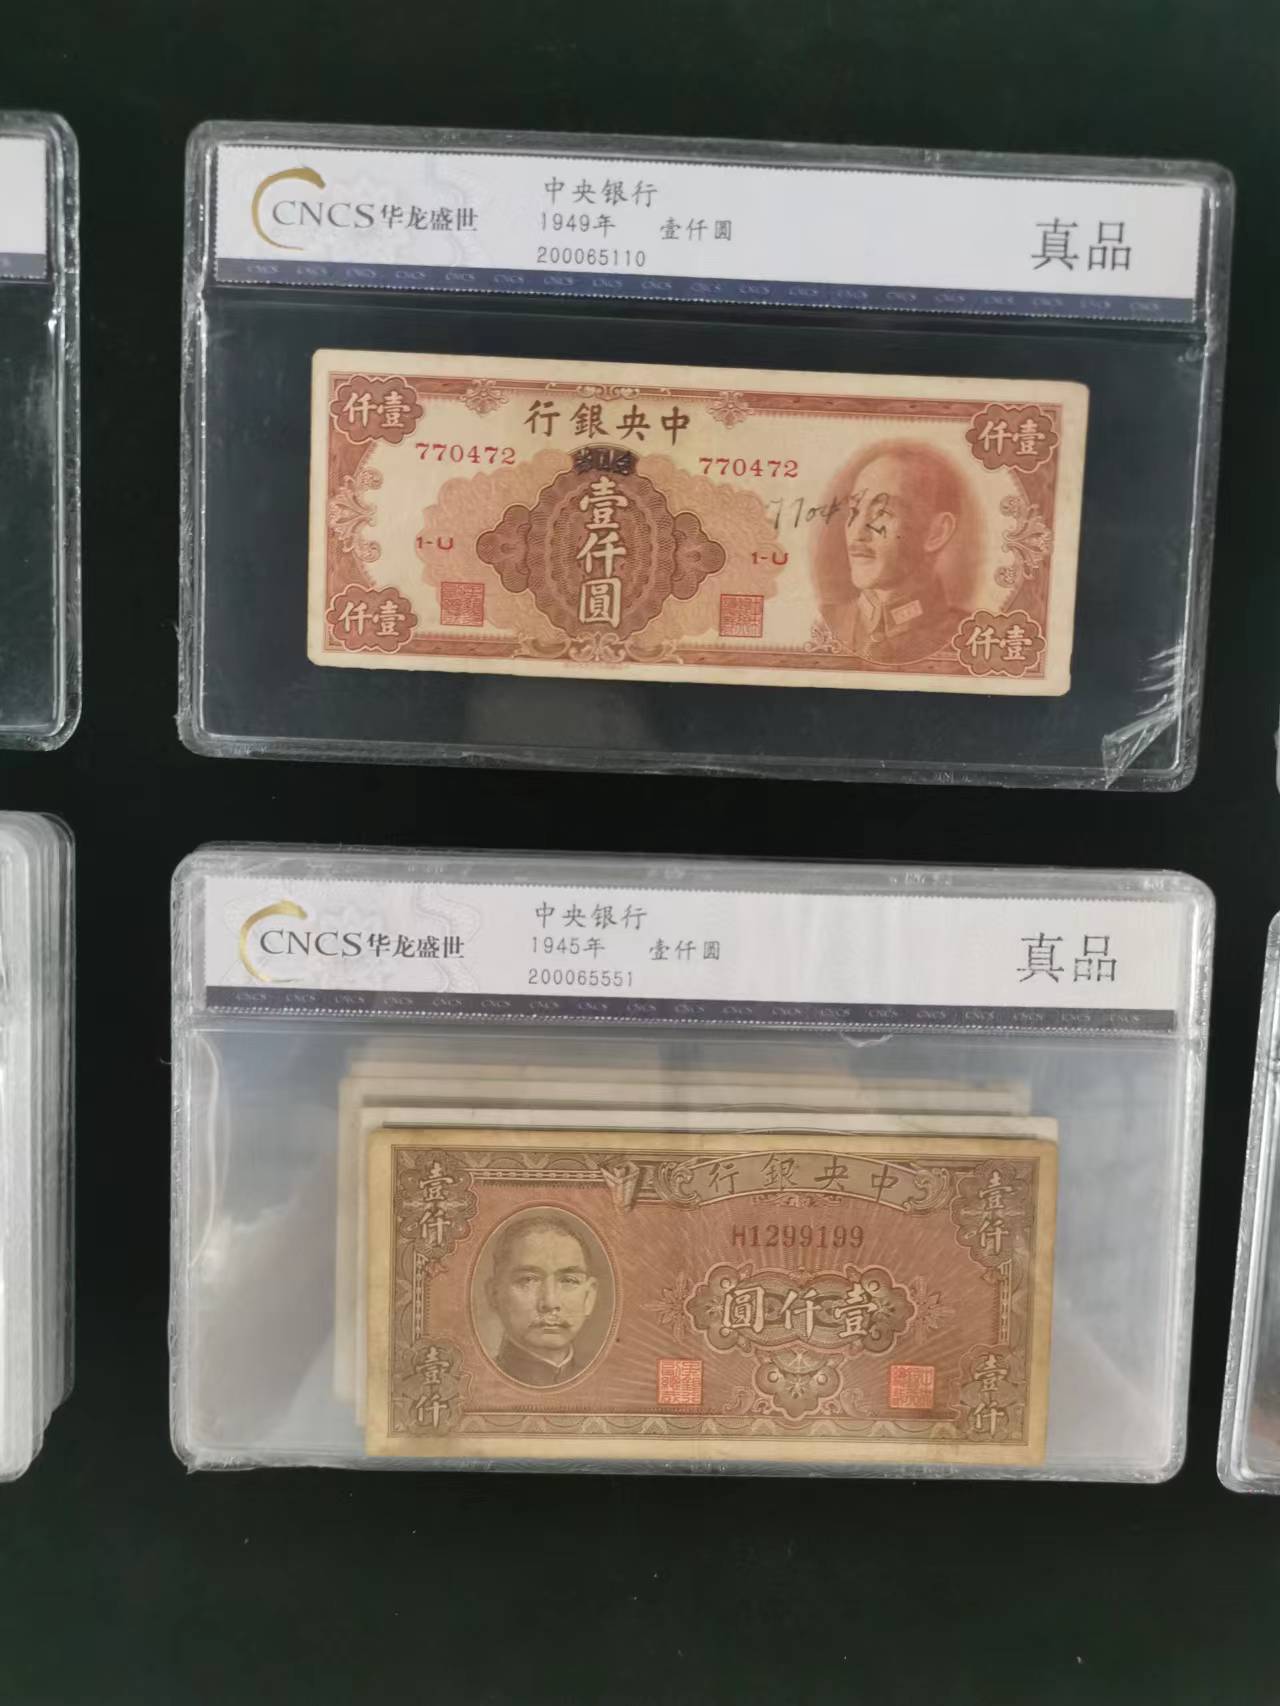 CNCS华龙盛世
中央银行
1949年 壹仟圆
200065110
真品
仟壹
行銀央中
仟壹
770472
770472
壹仟圓
1-U
1-U
仟壹
仟壹
CNCS华龙盛世
中央银行
1945年 壹仟圆
200065551
真品
壹仟
行銀央中
壹仟
H1299199
圓仟壹
壹仟
壹仟